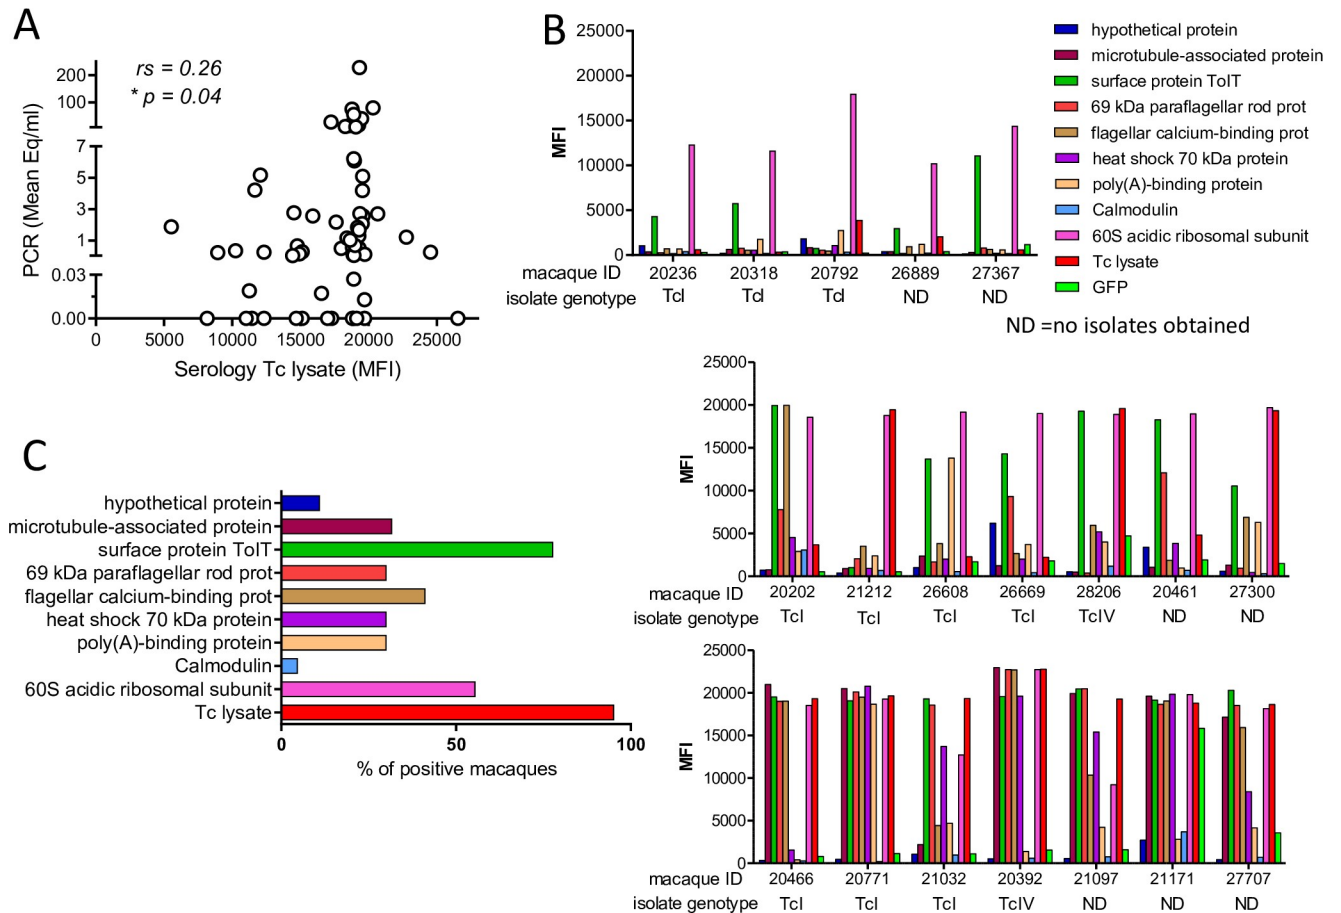 A
rs = 0.26
* p = 0.04
PCR (Mean Eq/ml)
200
100
7
5
3
1
0.03
0.00
0 5000 10000 15000 20000 25000
Serology Tc lysate (MFI)
B
MFI
25000
20000
15000
10000
5000
0
macaque ID 20236 20318 20792 26889 27367
isolate genotype TcI TcI TcI ND ND
hypothetical protein
microtubule-associated protein
surface protein TolT
69 kDa paraflagellar rod prot
flagellar calcium-binding prot
heat shock 70 kDa protein
poly(A)-binding protein
Calmodulin
60S acidic ribosomal subunit
Tc lysate
GFP
ND =no isolates obtained
MFI
25000
20000
15000
10000
5000
0
macaque ID 20202 21212 26608 26669 28206 20461 27300
isolate genotype TcI TcI TcI TcI TcIV ND ND
MFI
25000
20000
15000
10000
5000
0
macaque ID 20466 20771 21032 20392 21097 21171 27707
isolate genotype TcI TcI TcI TcIV ND ND ND
C
hypothetical protein
microtubule-associated protein
surface protein TolT
69 kDa paraflagellar rod prot
flagellar calcium-binding prot
heat shock 70 kDa protein
poly(A)-binding protein
Calmodulin
60S acidic ribosomal subunit
Tc lysate
0 50 100
% of positive macaques